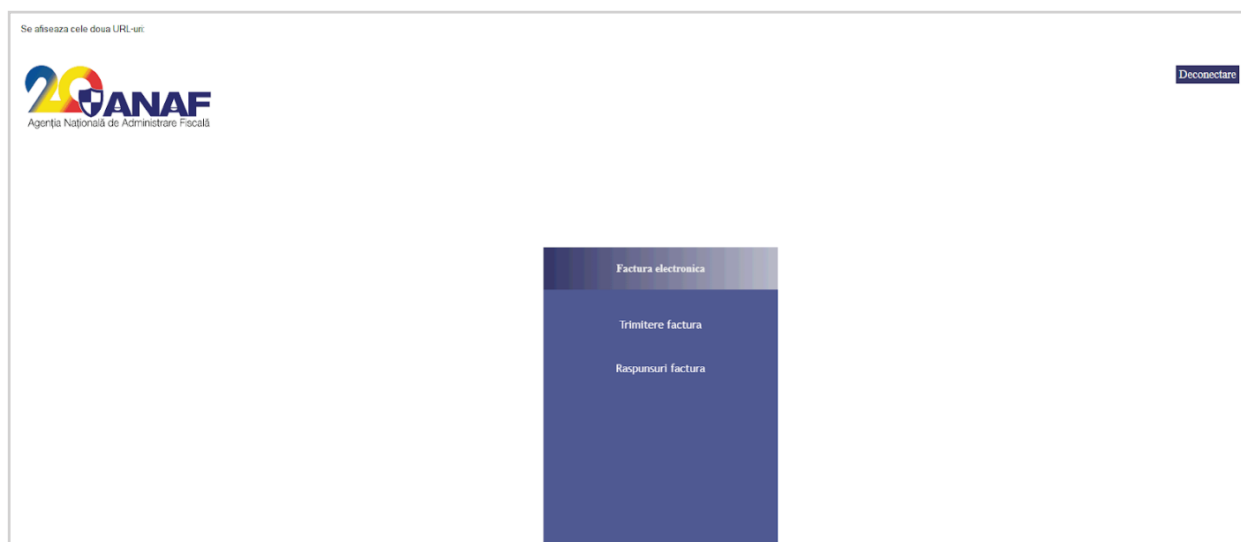 Se afiseaza cele doua URL-uri:
20 ANAF
Agenția Națională de Administrare Fiscală
Deconectare
Factura electronica
Trimitere factura
Raspunsuri factura